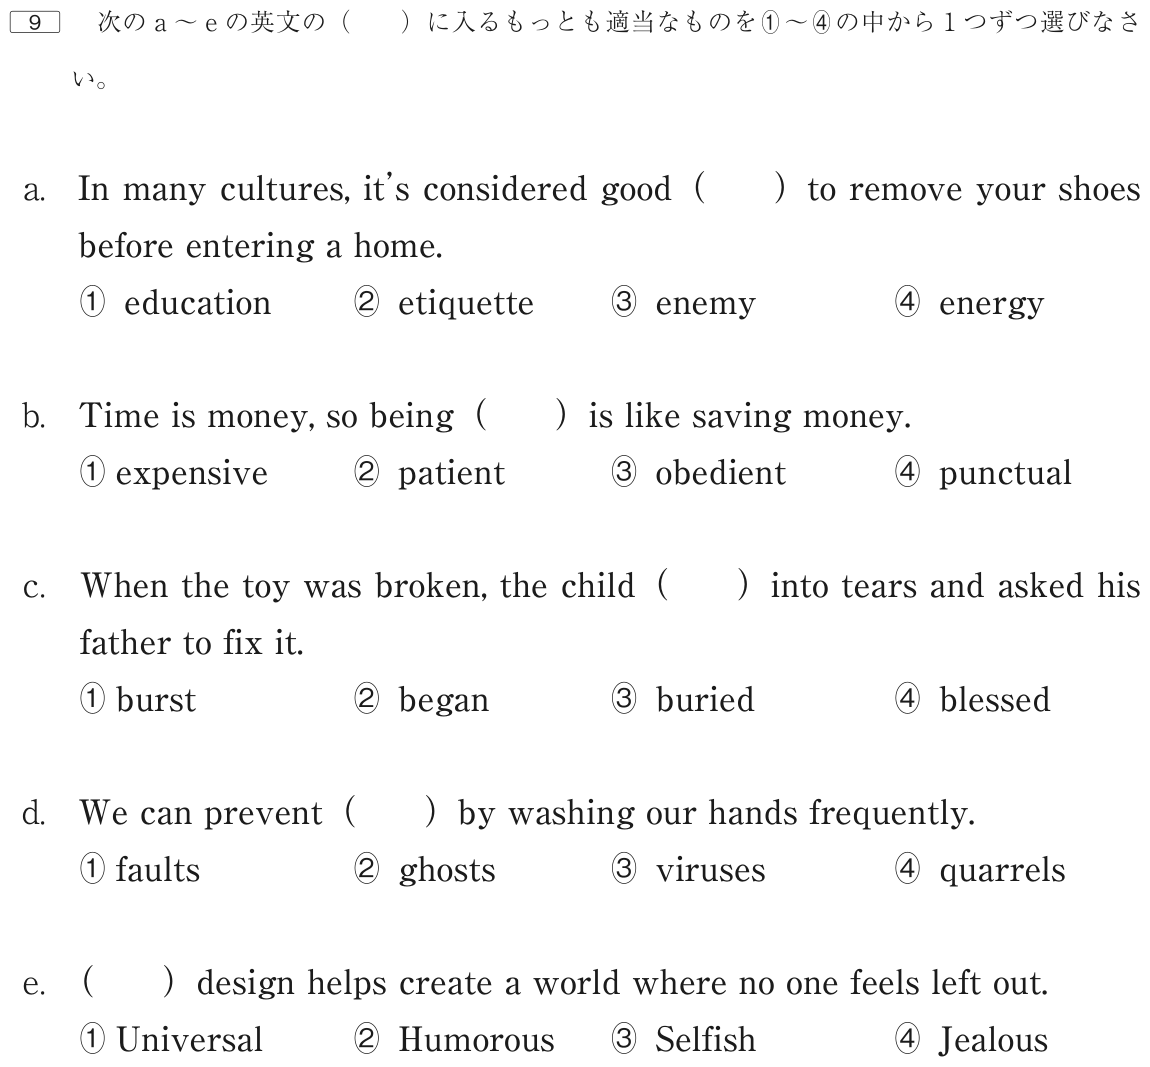 9 次のａ～ｅの英文の（　　）に入るもっとも適当なものを①～④の中から１つずつ選びなさ
い。
a. In many cultures, it's considered good（　　）to remove your shoes
before entering a home.
① education ② etiquette ③ enemy ④ energy
b. Time is money, so being（　　）is like saving money.
① expensive ② patient ③ obedient ④ punctual
c. When the toy was broken, the child（　　）into tears and asked his
father to fix it.
① burst ② began ③ buried ④ blessed
d. We can prevent（　　）by washing our hands frequently.
① faults ② ghosts ③ viruses ④ quarrels
e. （　　）design helps create a world where no one feels left out.
① Universal ② Humorous ③ Selfish ④ Jealous